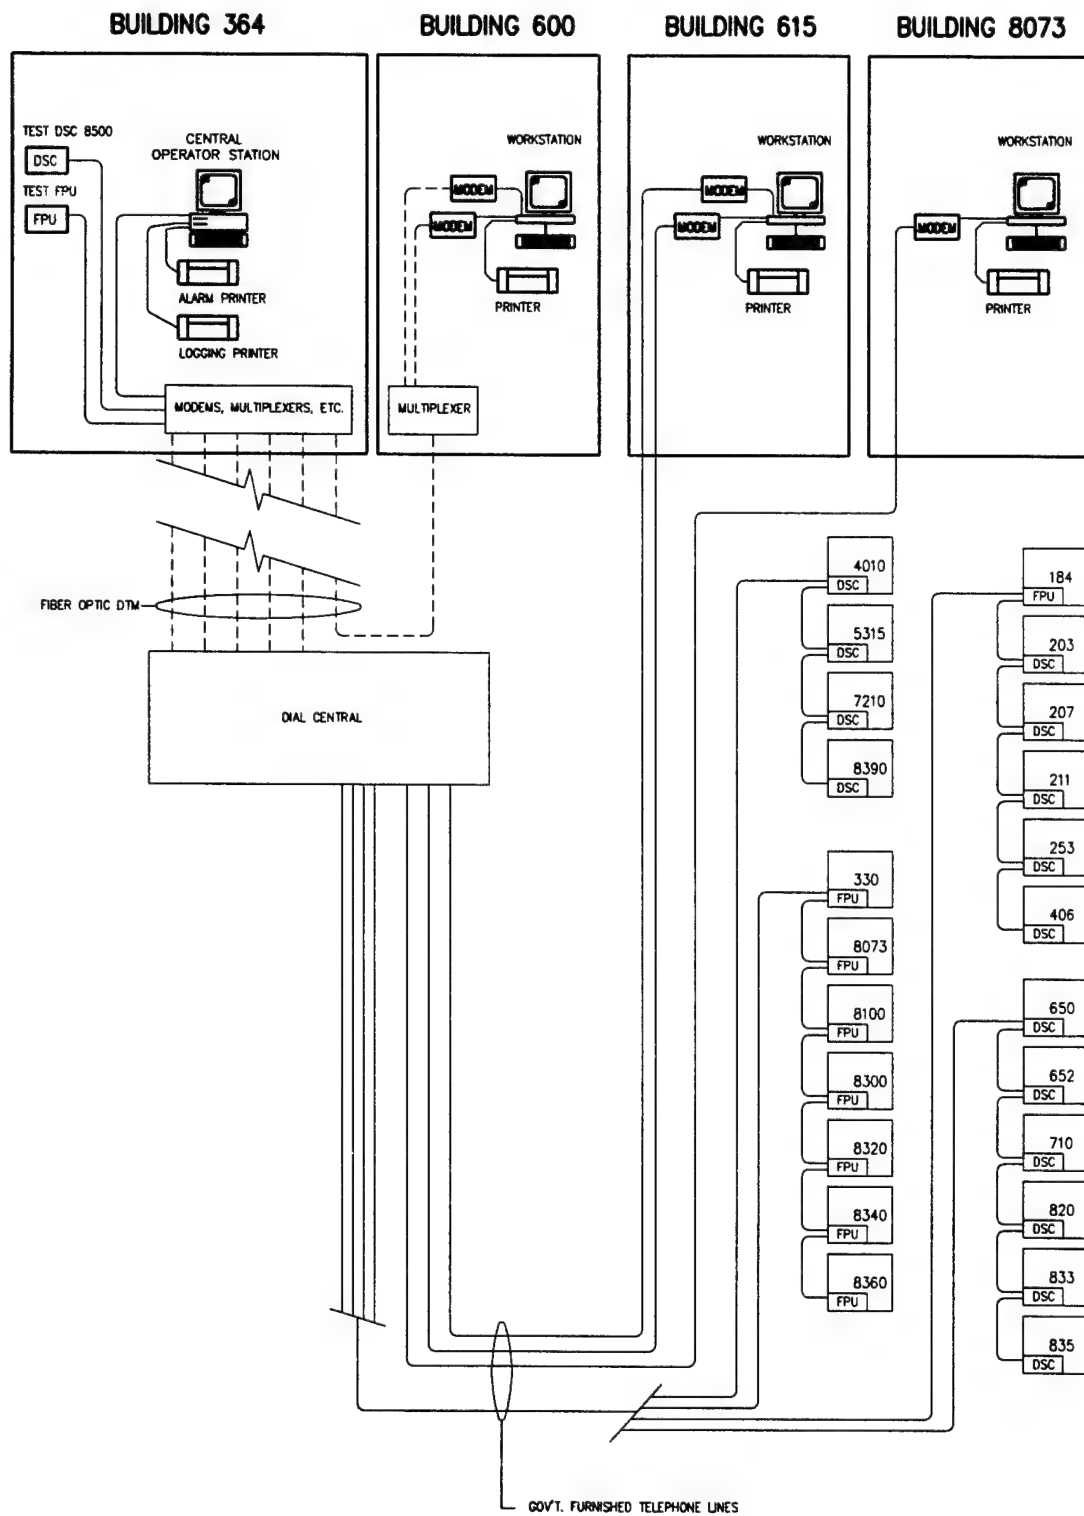 BUILDING 364
BUILDING 600
BUILDING 615
BUILDING 8073
TEST DSC 8500
DSC
TEST FPU
FPU
CENTRAL
OPERATOR STATION
ALARM PRINTER
LOGGING PRINTER
MODEMS, MULTIPLEXERS, ETC.
WORKSTATION
MODEM
MODEM
PRINTER
MULTIPLEXER
WORKSTATION
MODEM
MODEM
PRINTER
WORKSTATION
MODEM
PRINTER
FIBER OPTIC DTM
DIAL CENTRAL
4010
DSC
5315
DSC
7210
DSC
8390
DSC
330
FPU
8073
FPU
8100
FPU
8300
FPU
8320
FPU
8340
FPU
8360
FPU
184
FPU
203
DSC
207
DSC
211
DSC
253
DSC
406
DSC
650
DSC
652
DSC
710
DSC
820
DSC
833
DSC
835
DSC
GOV'T. FURNISHED TELEPHONE LINES